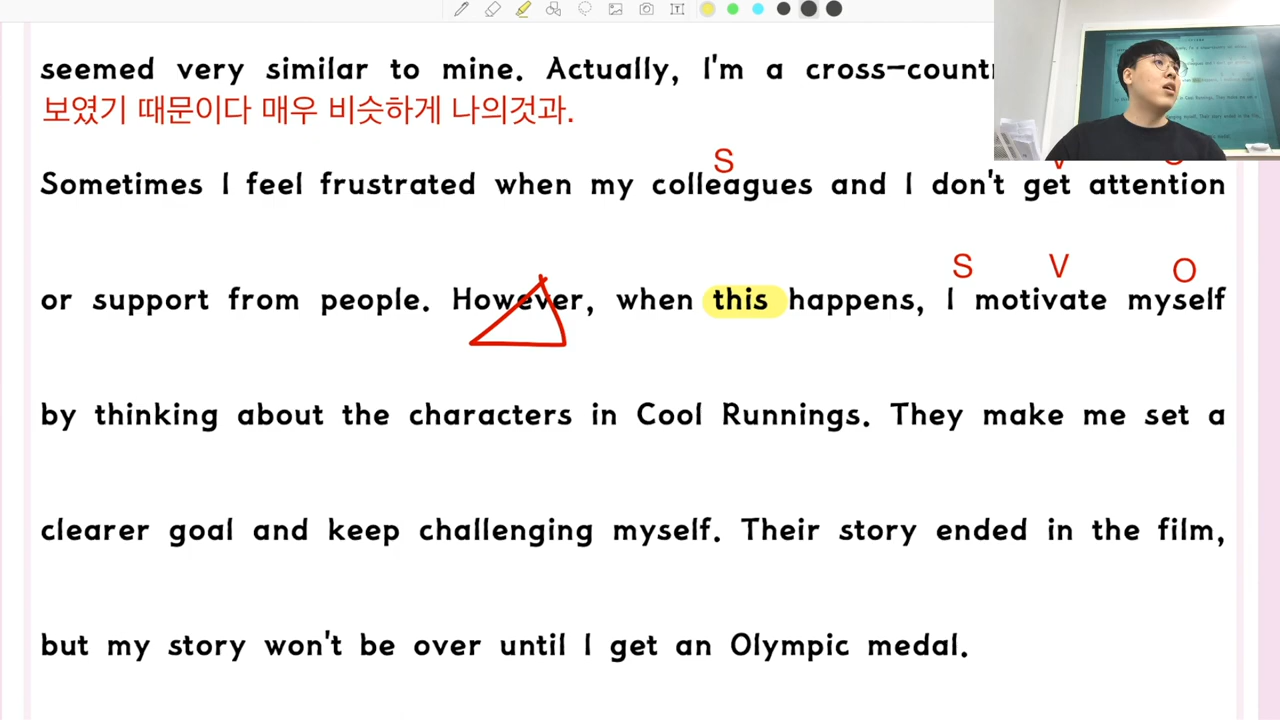 seemed very similar to mine. Actually, I'm a cross-countr
보였기 때문이다 매우 비슷하게 나의것과.
S
Sometimes I feel frustrated when my colleagues and I don't get attention
S V O
or support from people. However, when this happens, I motivate myself
by thinking about the characters in Cool Runnings. They make me set a
clearer goal and keep challenging myself. Their story ended in the film,
but my story won't be over until I get an Olympic medal.